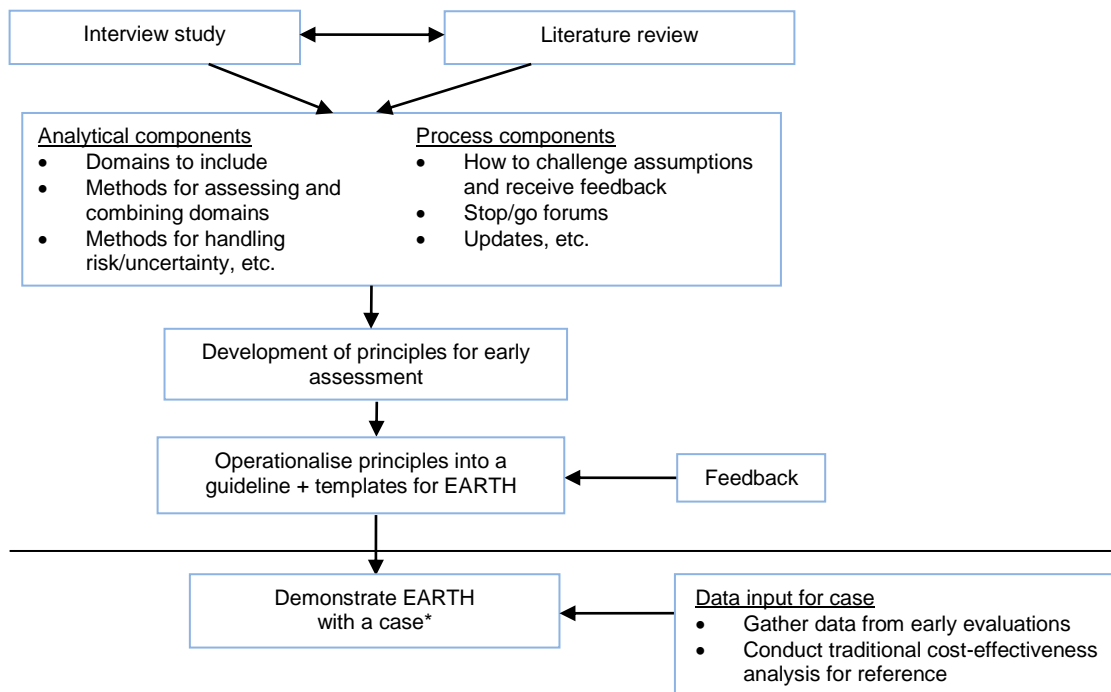 Interview study
Literature review
Analytical components
• Domains to include
• Methods for assessing and
combining domains
• Methods for handling
risk/uncertainty, etc.
Process components
• How to challenge assumptions
and receive feedback
• Stop/go forums
• Updates, etc.
Development of principles for early
assessment
Operationalise principles into a
guideline + templates for EARTH
Feedback
Demonstrate EARTH
with a case*
Data input for case
• Gather data from early evaluations
• Conduct traditional cost-effectiveness
analysis for reference